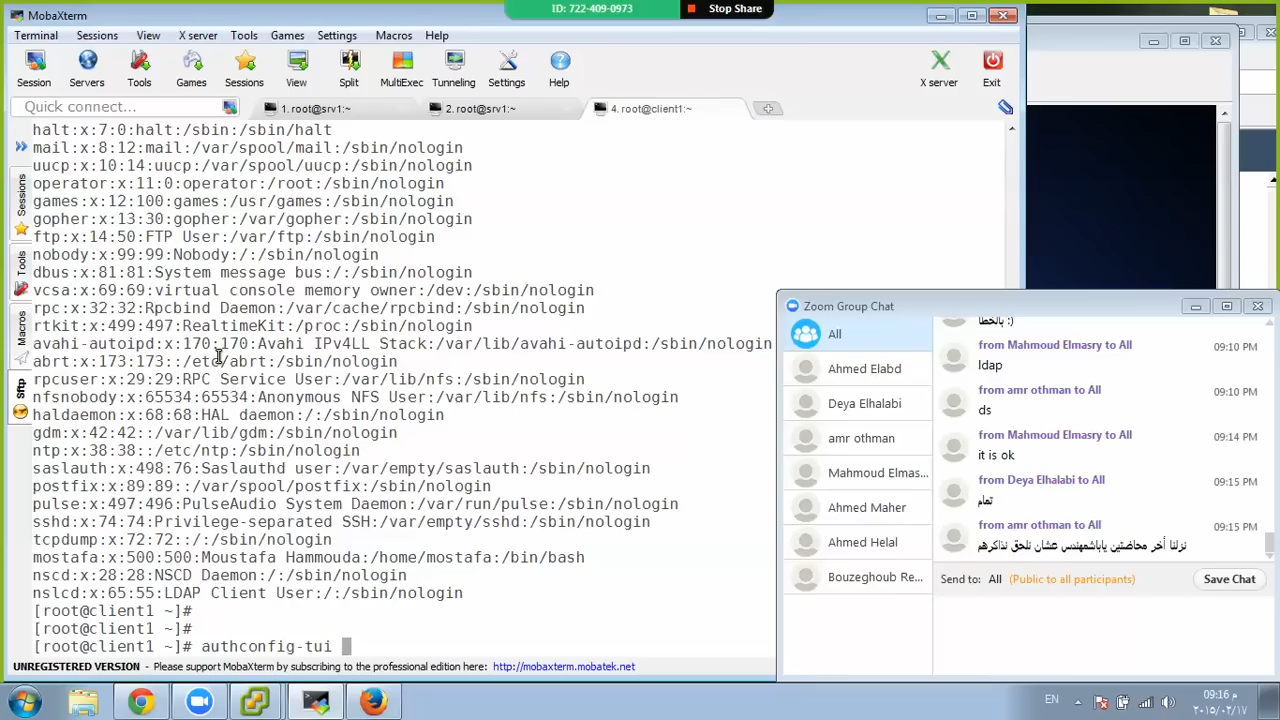 ID: 722-409-0973
Stop Share
MobaXterm
Terminal Sessions View X server Tools Games Settings Macros Help
Session Servers Tools Games Sessions View Split MultiExec Tunneling Settings Help X server Exit
Quick connect...
1. root@srv1:~
2. root@srv1:~
4. root@client1:~
Sessions
Tools
Macros
Sftp
halt:x:7:0:halt:/sbin:/sbin/halt
mail:x:8:12:mail:/var/spool/mail:/sbin/nologin
uucp:x:10:14:uucp:/var/spool/uucp:/sbin/nologin
operator:x:11:0:operator:/root:/sbin/nologin
games:x:12:100:games:/usr/games:/sbin/nologin
gopher:x:13:30:gopher:/var/gopher:/sbin/nologin
ftp:x:14:50:FTP User:/var/ftp:/sbin/nologin
nobody:x:99:99:Nobody:/:/sbin/nologin
dbus:x:81:81:System message bus:/:/sbin/nologin
vcsa:x:69:69:virtual console memory owner:/dev:/sbin/nologin
rpc:x:32:32:Rpcbind Daemon:/var/cache/rpcbind:/sbin/nologin
rtkit:x:499:497:RealtimeKit:/proc:/sbin/nologin
avahi-autoipd:x:170:170:Avahi IPv4LL Stack:/var/lib/avahi-autoipd:/sbin/nologin
abrt:x:173:173::/etc/abrt:/sbin/nologin
rpcuser:x:29:29:RPC Service User:/var/lib/nfs:/sbin/nologin
nfsnobody:x:65534:65534:Anonymous NFS User:/var/lib/nfs:/sbin/nologin
haldaemon:x:68:68:HAL daemon:/:/sbin/nologin
gdm:x:42:42::/var/lib/gdm:/sbin/nologin
ntp:x:38:38::/etc/ntp:/sbin/nologin
saslauth:x:498:76:Saslauthd user:/var/empty/saslauth:/sbin/nologin
postfix:x:89:89::/var/spool/postfix:/sbin/nologin
pulse:x:497:496:PulseAudio System Daemon:/var/run/pulse:/sbin/nologin
sshd:x:74:74:Privilege-separated SSH:/var/empty/sshd:/sbin/nologin
tcpdump:x:72:72::/:/sbin/nologin
mostafa:x:500:500:Moustafa Hammouda:/home/mostafa:/bin/bash
nscd:x:28:28:NSCD Daemon:/:/sbin/nologin
nslcd:x:65:55:LDAP Client User:/:/sbin/nologin
[root@client1 ~]#
[root@client1 ~]#
[root@client1 ~]# authconfig-tui
UNREGISTERED VERSION - Please support MobaXterm by subscribing to the professional edition here: http://mobaxterm.mobatek.net
Zoom Group Chat
All
Ahmed Elabd
Deya Elhalabi
amr othman
Mahmoud Elmas...
Ahmed Maher
Ahmed Helal
Bouzeghoub Re...
بالخطا :)
from Mahmoud Elmasry to All 09:10 PM
ldap
from amr othman to All 09:10 PM
ds
from Mahmoud Elmasry to All 09:14 PM
it is ok
from Deya Elhalabi to All 09:15 PM
تمام
from amr othman to All 09:15 PM
نزلنا أخر محاضتين ياباشمهندس عشان نلحق نذاكرهم
Send to: All (Public to all participants) Save Chat
EN
09:16 م
٢٠١٥/٠٢/١٧